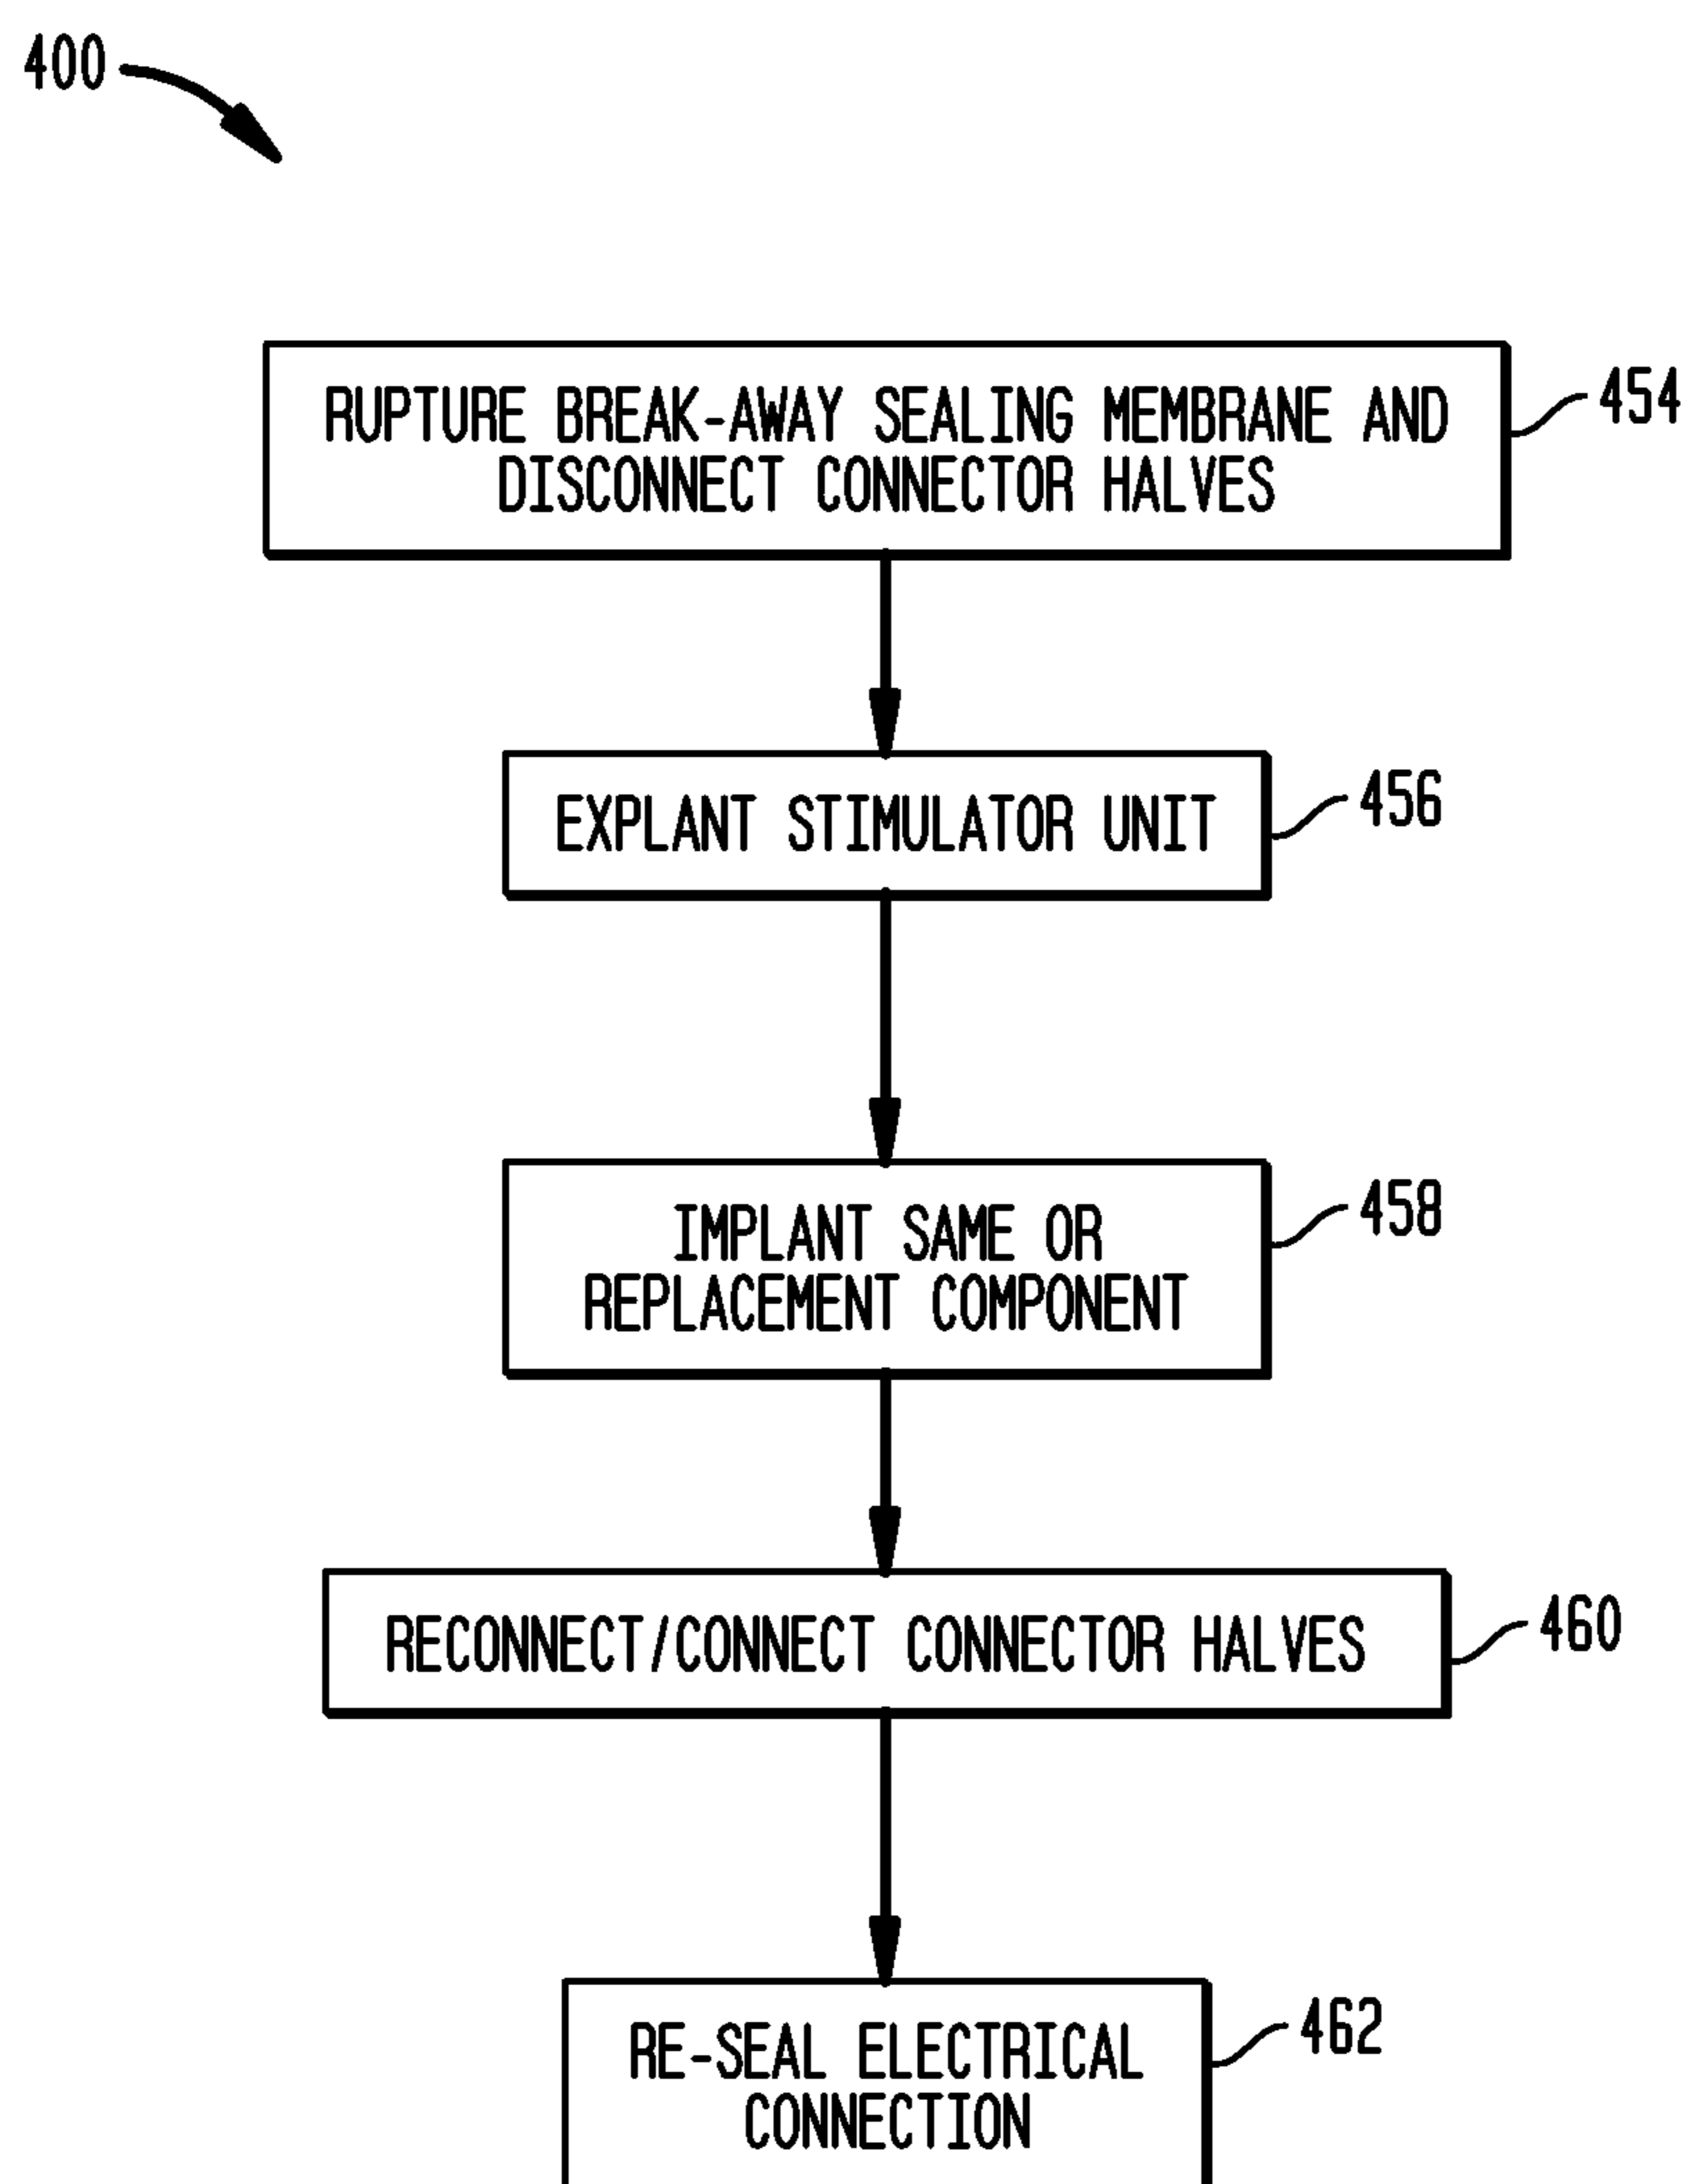 400
RUPTURE BREAK-AWAY SEALING MEMBRANE AND
DISCONNECT CONNECTOR HALVES
454
EXPLANT STIMULATOR UNIT
456
IMPLANT SAME OR
REPLACEMENT COMPONENT
458
RECONNECT/CONNECT CONNECTOR HALVES
460
RE-SEAL ELECTRICAL
CONNECTION
462